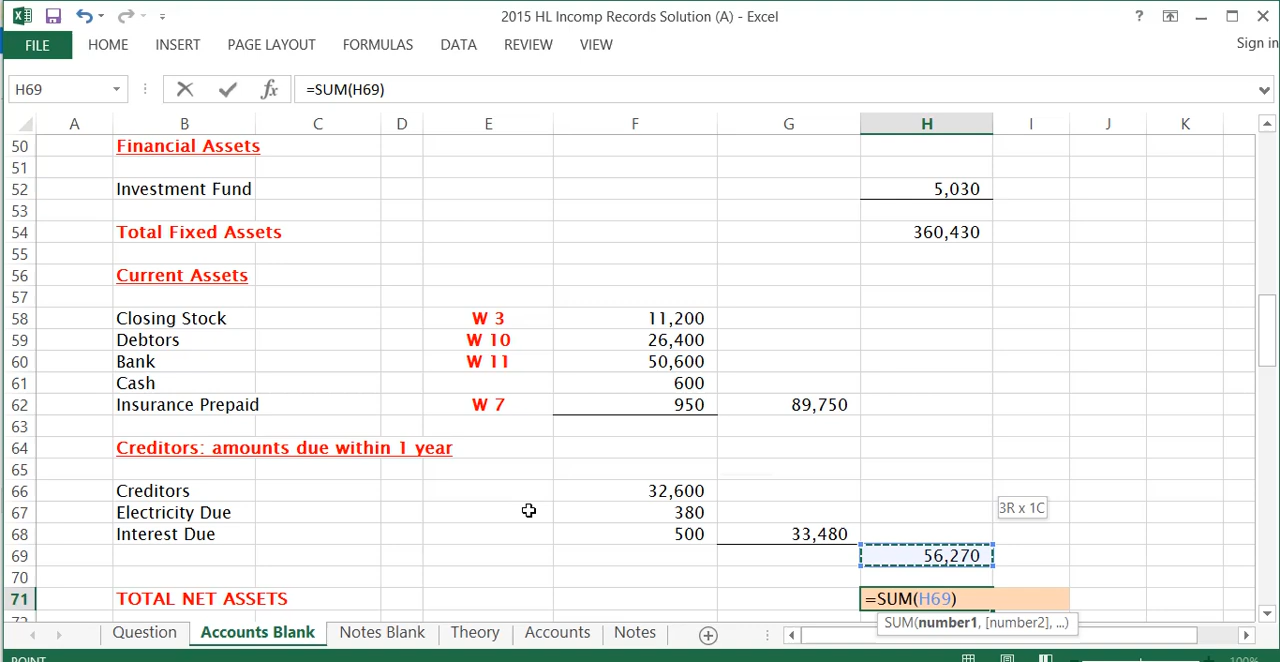 2015 HL Incomp Records Solution (A) - Excel
?
FILE HOME INSERT PAGE LAYOUT FORMULAS DATA REVIEW VIEW Sign in
H69 fx =SUM(H69)
A B C D E F G H I J K
50 Financial Assets
51
52 Investment Fund 5,030
53
54 Total Fixed Assets 360,430
55
56 Current Assets
57
58 Closing Stock W 3 11,200
59 Debtors W 10 26,400
60 Bank W 11 50,600
61 Cash 600
62 Insurance Prepaid W 7 950 89,750
63
64 Creditors: amounts due within 1 year
65
66 Creditors 32,600
67 Electricity Due 380 3R x 1C
68 Interest Due 500 33,480
69 56,270
70
71 TOTAL NET ASSETS =SUM(H69)
72 SUM(number1, [number2], ...)
Question Accounts Blank Notes Blank Theory Accounts Notes
POINT 100%